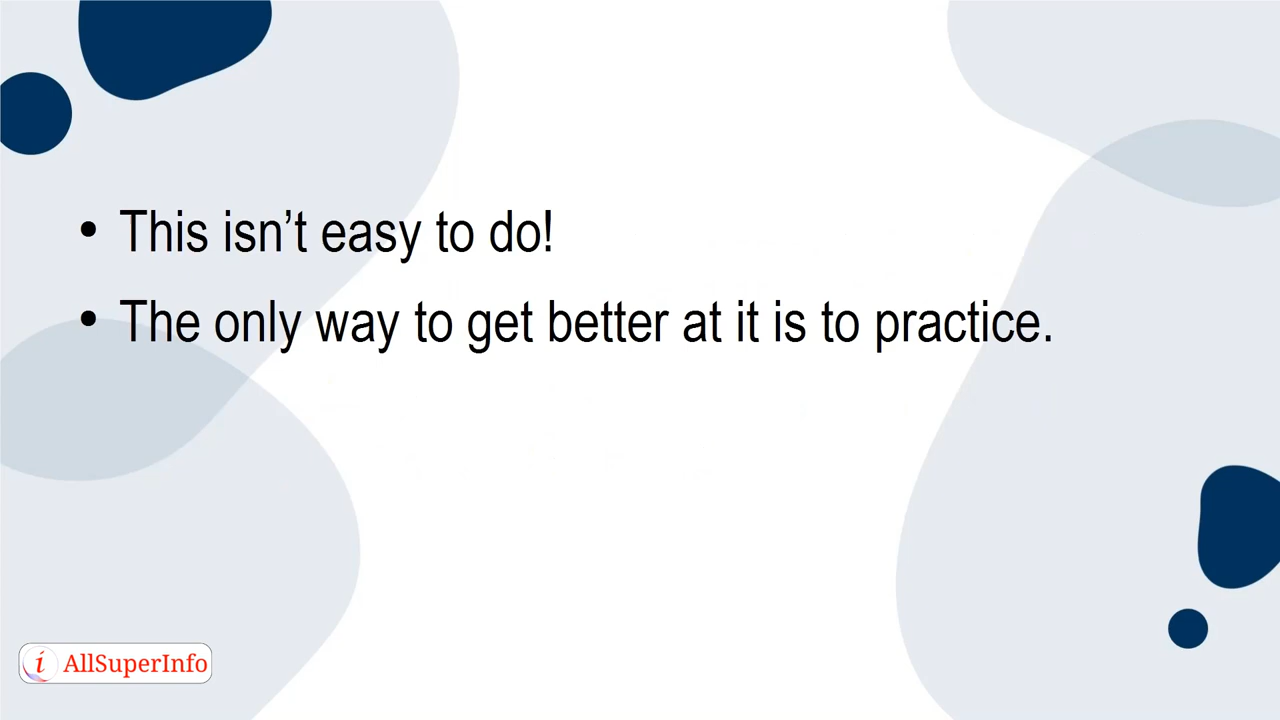 • This isn’t easy to do!
• The only way to get better at it is to practice.
i AllSuperInfo